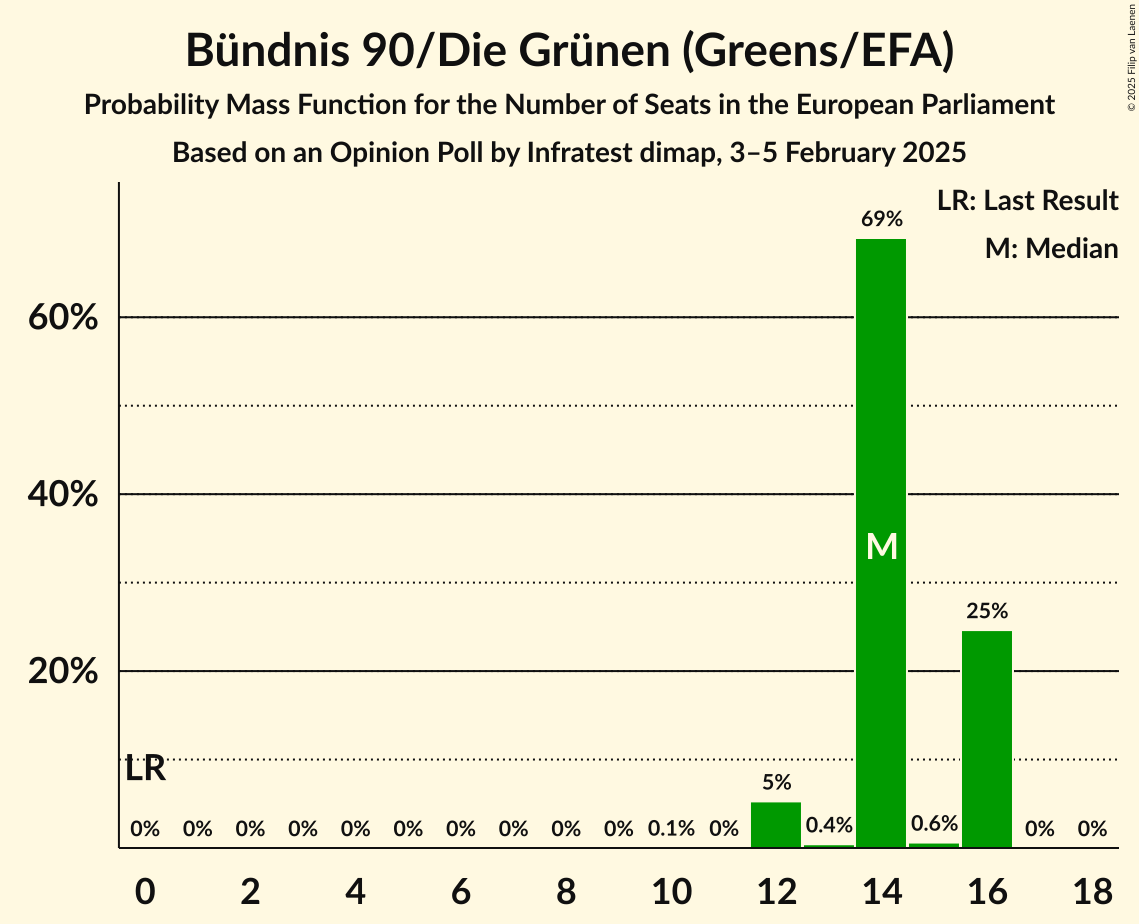 Bündnis 90/Die Grünen (Greens/EFA)
Probability Mass Function for the Number of Seats in the European Parliament
Based on an Opinion Poll by Infratest dimap, 3–5 February 2025
© 2025 Filip van Laenen
LR: Last Result
M: Median
69%
60%
40%
M
25%
20%
LR
5%
0% 0% 0% 0% 0% 0% 0% 0% 0% 0% 0.1% 0% 0.4% 0.6% 0% 0%
0 2 4 6 8 10 12 14 16 18